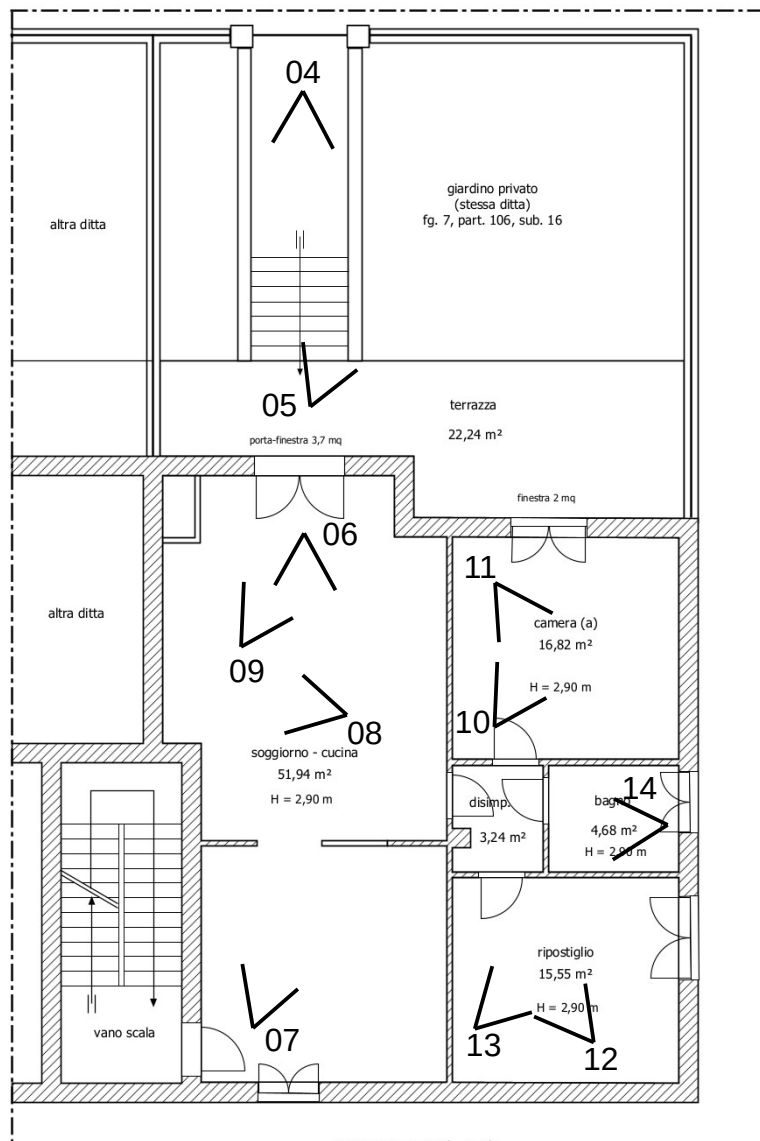 04
giardino privato
(stessa ditta)
fg. 7, part. 106, sub. 16
altra ditta
05
terrazza
22,24 m²
porta-finestra 3,7 mq
finestra 2 mq
06
11
altra ditta
camera (a)
16,82 m²
H = 2,90 m
09
08
10
soggiorno - cucina
51,94 m²
H = 2,90 m
14
disimp.
3,24 m²
bagno
4,68 m²
H = 2,90 m
ripostiglio
15,55 m²
H = 2,90 m
vano scala
07
13
12